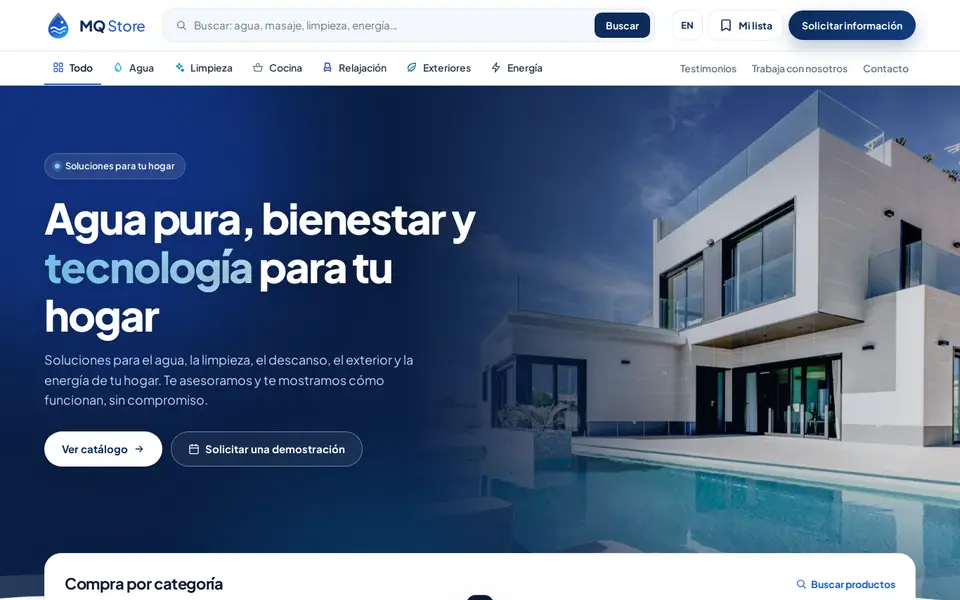 MQ Store
Buscar: agua, masaje, limpieza, energía...
Buscar
EN
Mi lista
Solicitar información
Todo
Agua
Limpieza
Cocina
Relajación
Exteriores
Energía
Testimonios
Trabaja con nosotros
Contacto
Soluciones para tu hogar
Agua pura, bienestar y
tecnología para tu
hogar
Soluciones para el agua, la limpieza, el descanso, el exterior y la
energía de tu hogar. Te asesoramos y te mostramos cómo
funcionan, sin compromiso.
Ver catálogo
Solicitar una demostración
Compra por categoría
Buscar productos